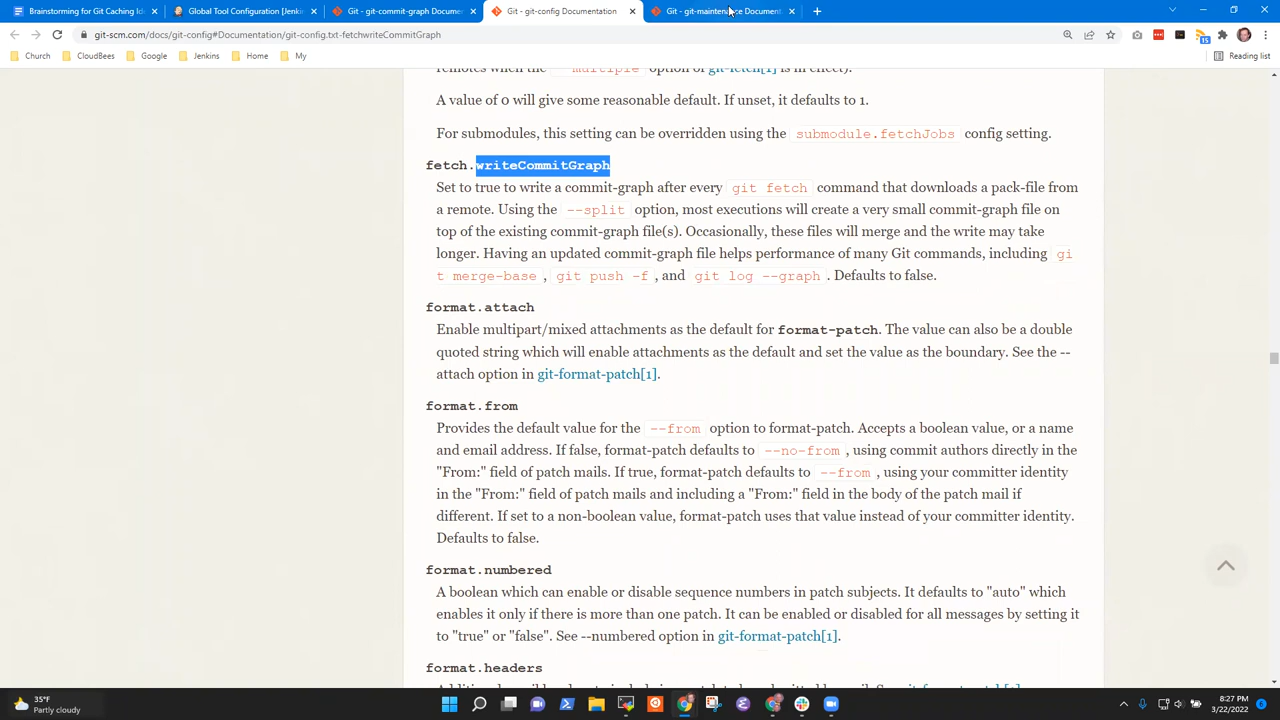 Brainstorming for Git Caching Ide
Global Tool Configuration [Jenki
Git - git-commit-graph Documen
Git - git-config Documentation
Git - git-maintenance Document
git-scm.com/docs/git-config#Documentation/git-config.txt-fetchwriteCommitGraph
15
Church
CloudBees
Google
Jenkins
Home
My
Reading list
remotes when the --multiple option of git-fetch[1] is in effect).
A value of 0 will give some reasonable default. If unset, it defaults to 1.
For submodules, this setting can be overridden using the submodule.fetchJobs config setting.
fetch.writeCommitGraph
Set to true to write a commit-graph after every git fetch command that downloads a pack-file from
a remote. Using the --split option, most executions will create a very small commit-graph file on
top of the existing commit-graph file(s). Occasionally, these files will merge and the write may take
longer. Having an updated commit-graph file helps performance of many Git commands, including gi
t merge-base , git push -f , and git log --graph . Defaults to false.
format.attach
Enable multipart/mixed attachments as the default for format-patch. The value can also be a double
quoted string which will enable attachments as the default and set the value as the boundary. See the --
attach option in git-format-patch[1].
format.from
Provides the default value for the --from option to format-patch. Accepts a boolean value, or a name
and email address. If false, format-patch defaults to --no-from , using commit authors directly in the
"From:" field of patch mails. If true, format-patch defaults to --from , using your committer identity
in the "From:" field of patch mails and including a "From:" field in the body of the patch mail if
different. If set to a non-boolean value, format-patch uses that value instead of your committer identity.
Defaults to false.
format.numbered
A boolean which can enable or disable sequence numbers in patch subjects. It defaults to "auto" which
enables it only if there is more than one patch. It can be enabled or disabled for all messages by setting it
to "true" or "false". See --numbered option in git-format-patch[1].
format.headers
35°F
Partly cloudy
8:27 PM
3/22/2022